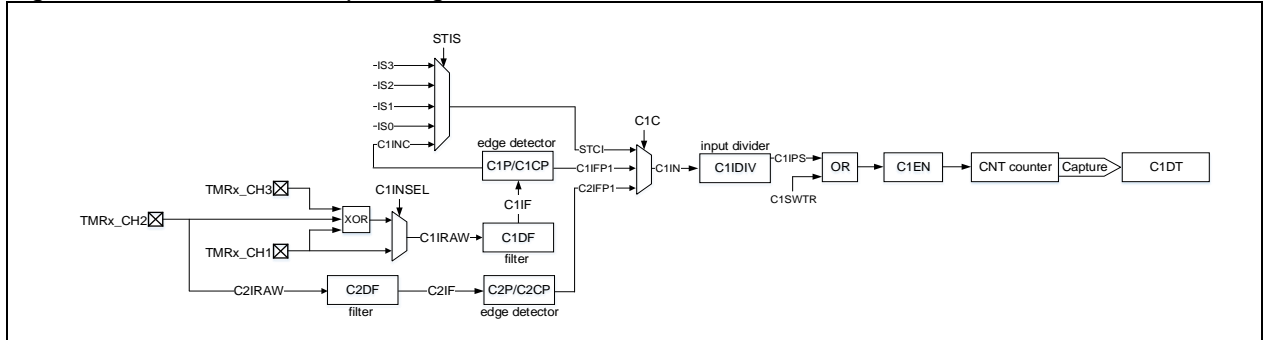 STIS
-IS3
-IS2
-IS1
-IS0
C1INC
edge detector
C1P/C1CP
STCI
C1IFP1
C2IFP1
C1C
C1IN
input divider
C1IDIV
C1IPS
C1SWTR
OR
C1EN
CNT counter
Capture
C1DT
TMRx_CH3
TMRx_CH2
TMRx_CH1
XOR
C1INSEL
C1IRAW
C1IF
C1DF
filter
C2IRAW
C2DF
filter
C2IF
C2P/C2CP
edge detector